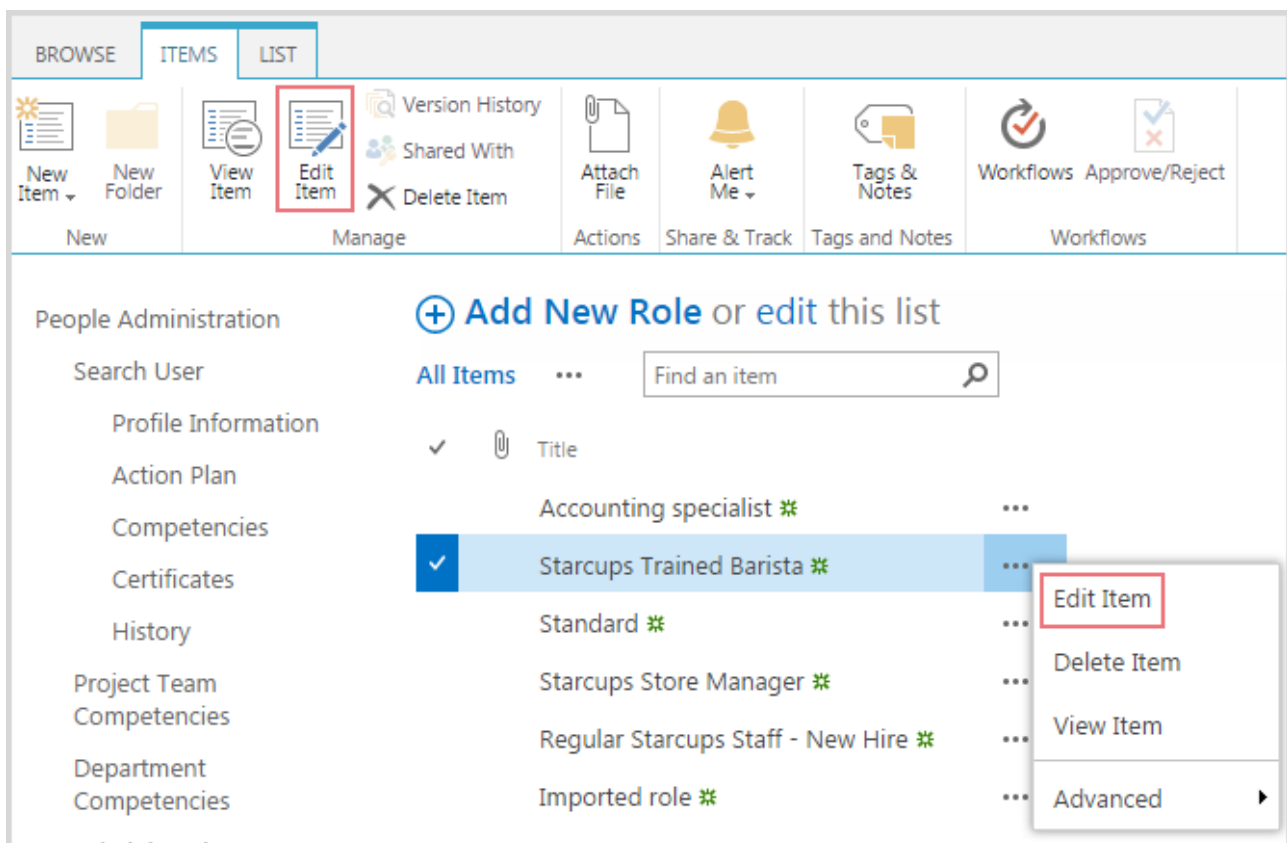 BROWSE ITEMS LIST
New Item
New Folder
View Item
Edit Item
Version History
Shared With
Delete Item
Attach File
Alert Me
Tags & Notes
Workflows
Approve/Reject
New
Manage
Actions
Share & Track
Tags and Notes
Workflows
People Administration
Search User
Profile Information
Action Plan
Competencies
Certificates
History
Project Team
Competencies
Department
Competencies
Add New Role or edit this list
All Items ...
Find an item
Title
Accounting specialist ...
Starcups Trained Barista ...
Standard ...
Starcups Store Manager ...
Regular Starcups Staff - New Hire ...
Imported role ...
Edit Item
Delete Item
View Item
Advanced